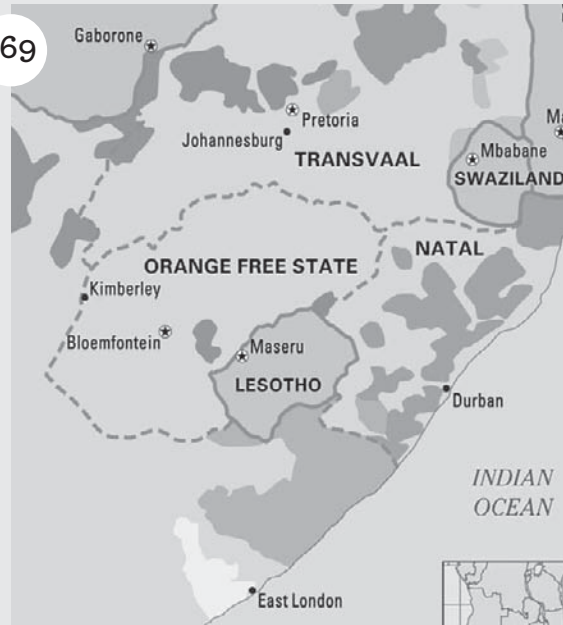 69
Gaborone
Pretoria
Johannesburg
TRANSVAAL
Mbabane
SWAZILAND
ORANGE FREE STATE
NATAL
Kimberley
Bloemfontein
Maseru
LESOTHO
Durban
INDIAN
OCEAN
East London